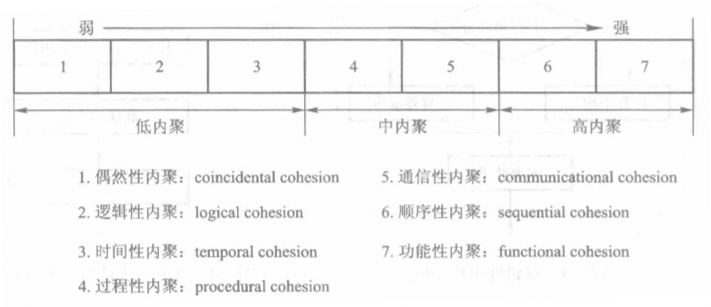 弱 强
1 2 3 4 5 6 7
低内聚 中内聚 高内聚
1. 偶然性内聚：coincidental cohesion
2. 逻辑性内聚：logical cohesion
3. 时间性内聚：temporal cohesion
4. 过程性内聚：procedural cohesion
5. 通信性内聚：communicational cohesion
6. 顺序性内聚：sequential cohesion
7. 功能性内聚：functional cohesion